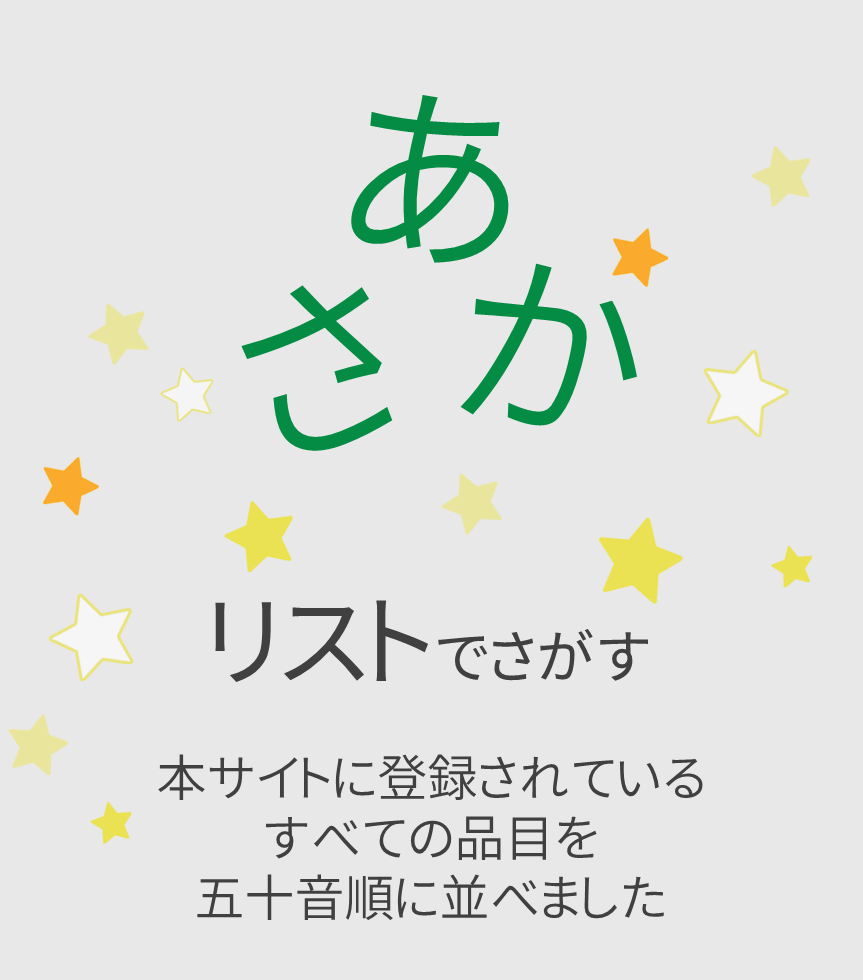 あ
さ か
リストでさがす
本サイトに登録されている
すべての品目を
五十音順に並べました